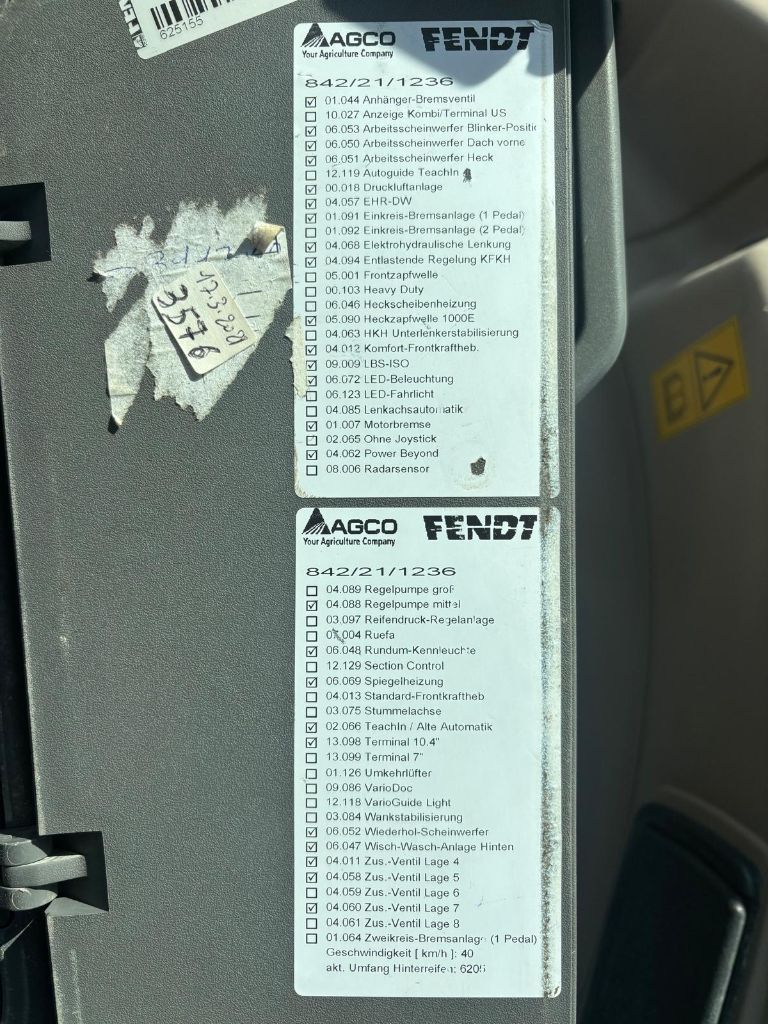 625155
AGCO FENDT
Your Agriculture Company
842/21/1236
☑ 01.044 Anhänger-Bremsventil
☐ 10.027 Anzeige Kombi/Terminal US
☑ 06.053 Arbeitsscheinwerfer Blinker-Positic
☑ 06.050 Arbeitsscheinwerfer Dach vorne
☑ 06.051 Arbeitsscheinwerfer Heck
☐ 12.119 Autoguide TeachIn
☑ 00.018 Druckluftanlage
☑ 04.057 EHR-DW
☑ 01.091 Einkreis-Bremsanlage (1 Pedal)
☐ 01.092 Einkreis-Bremsanlage (2 Pedal)
☑ 04.068 Elektrohydraulische Lenkung
☑ 04.094 Entlastende Regelung KFKH
☐ 05.001 Frontzapfwelle
☐ 00.103 Heavy Duty
☐ 06.046 Heckscheibenheizung
☑ 05.090 Heckzapfwelle 1000E
☐ 04.063 HKH Unterlenkerstabilisierung
☑ 04.012 Komfort-Frontkraftheb.
☑ 09.009 LBS-ISO
☑ 06.072 LED-Beleuchtung
☐ 06.123 LED-Fahrlicht
☐ 04.085 Lenkachsautomatik
☑ 01.007 Motorbremse
☐ 02.065 Ohne Joystick
☑ 04.062 Power Beyond
☐ 08.006 Radarsensor
3576
AGCO FENDT
Your Agriculture Company
842/21/1236
☐ 04.089 Regelpumpe groß
☑ 04.088 Regelpumpe mittel
☐ 03.097 Reifendruck-Regelanlage
☐ 07.004 Ruefa
☑ 06.048 Rundum-Kennleuchte
☐ 12.129 Section Control
☑ 06.069 Spiegelheizung
☐ 04.013 Standard-Frontkraftheb
☐ 03.075 Stummelachse
☑ 02.066 TeachIn / Alte Automatik
☑ 13.098 Terminal 10.4"
☐ 13.099 Terminal 7"
☐ 01.126 Umkehrlüfter
☐ 09.086 VarioDoc
☐ 12.118 VarioGuide Light
☐ 03.084 Wankstabilisierung
☑ 06.052 Wiederhol-Scheinwerfer
☑ 06.047 Wisch-Wasch-Anlage Hinten
☑ 04.011 Zus.-Ventil Lage 4
☑ 04.058 Zus.-Ventil Lage 5
☐ 04.059 Zus.-Ventil Lage 6
☑ 04.060 Zus.-Ventil Lage 7
☐ 04.061 Zus.-Ventil Lage 8
☐ 01.064 Zweikreis-Bremsanlage (1 Pedal)
Geschwindigkeit [ km/h ]: 40
akt. Umfang Hinterreifen: 6205